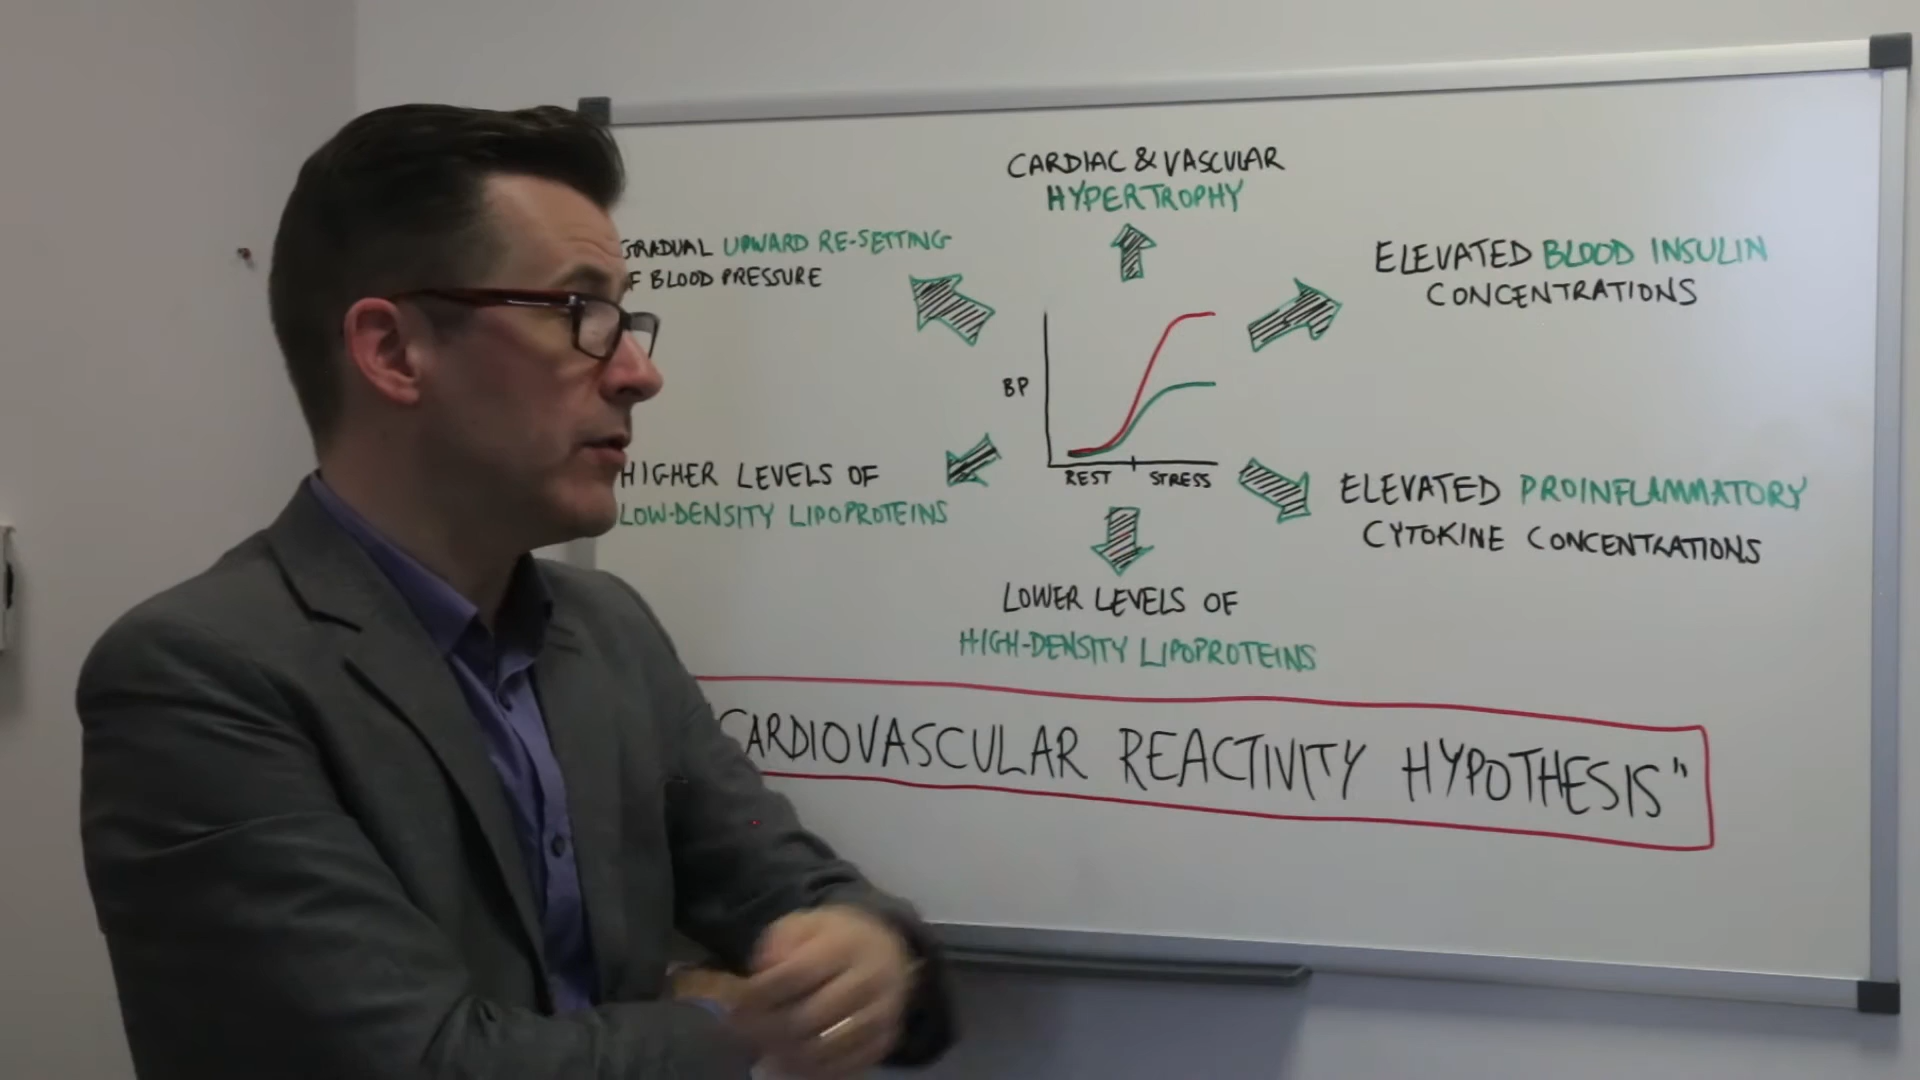 CARDIAC & VASCULAR
HYPERTROPHY
GRADUAL UPWARD RE-SETTING
OF BLOOD PRESSURE
ELEVATED BLOOD INSULIN
CONCENTRATIONS
BP
REST STRESS
HIGHER LEVELS OF
LOW-DENSITY LIPOPROTEINS
ELEVATED PROINFLAMMATORY
CYTOKINE CONCENTRATIONS
LOWER LEVELS OF
HIGH-DENSITY LIPOPROTEINS
CARDIOVASCULAR REACTIVITY HYPOTHESIS"